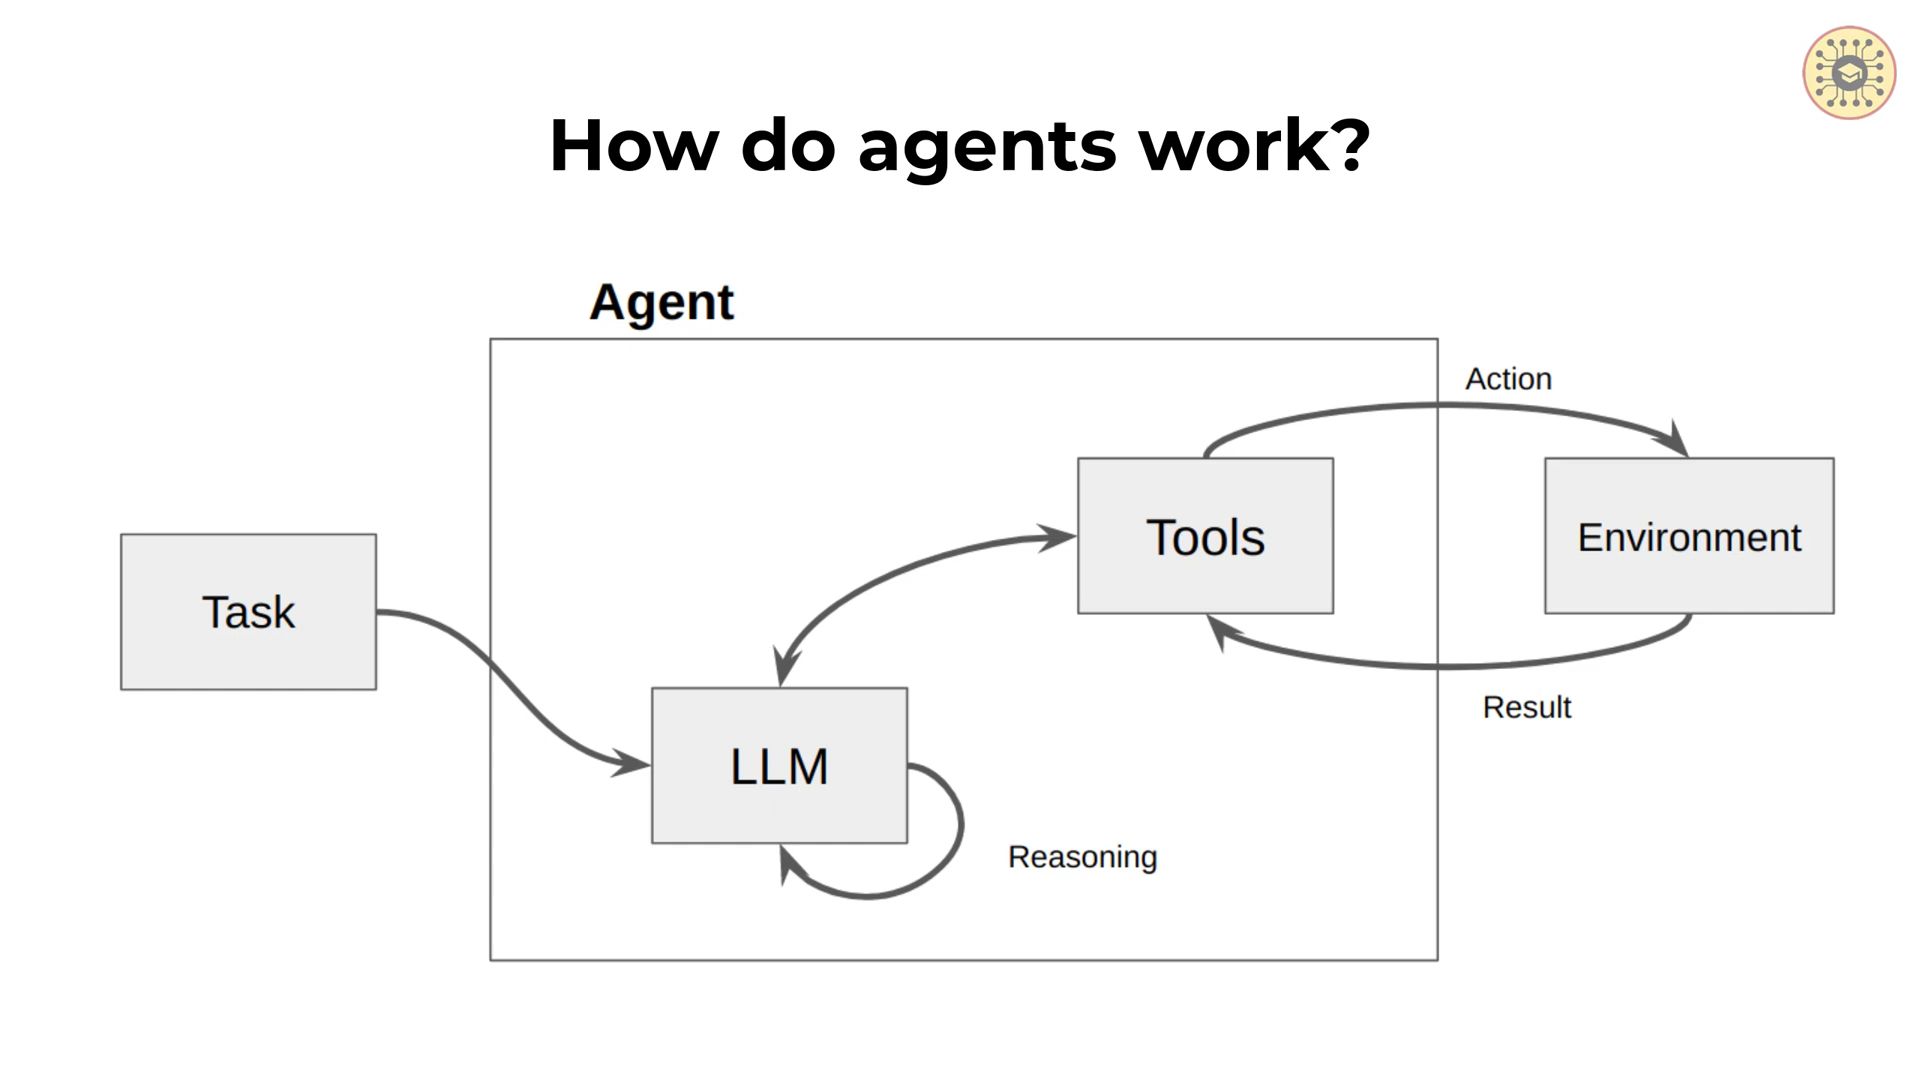 How do agents work?
Agent
Action
Tools
Environment
Task
Result
LLM
Reasoning